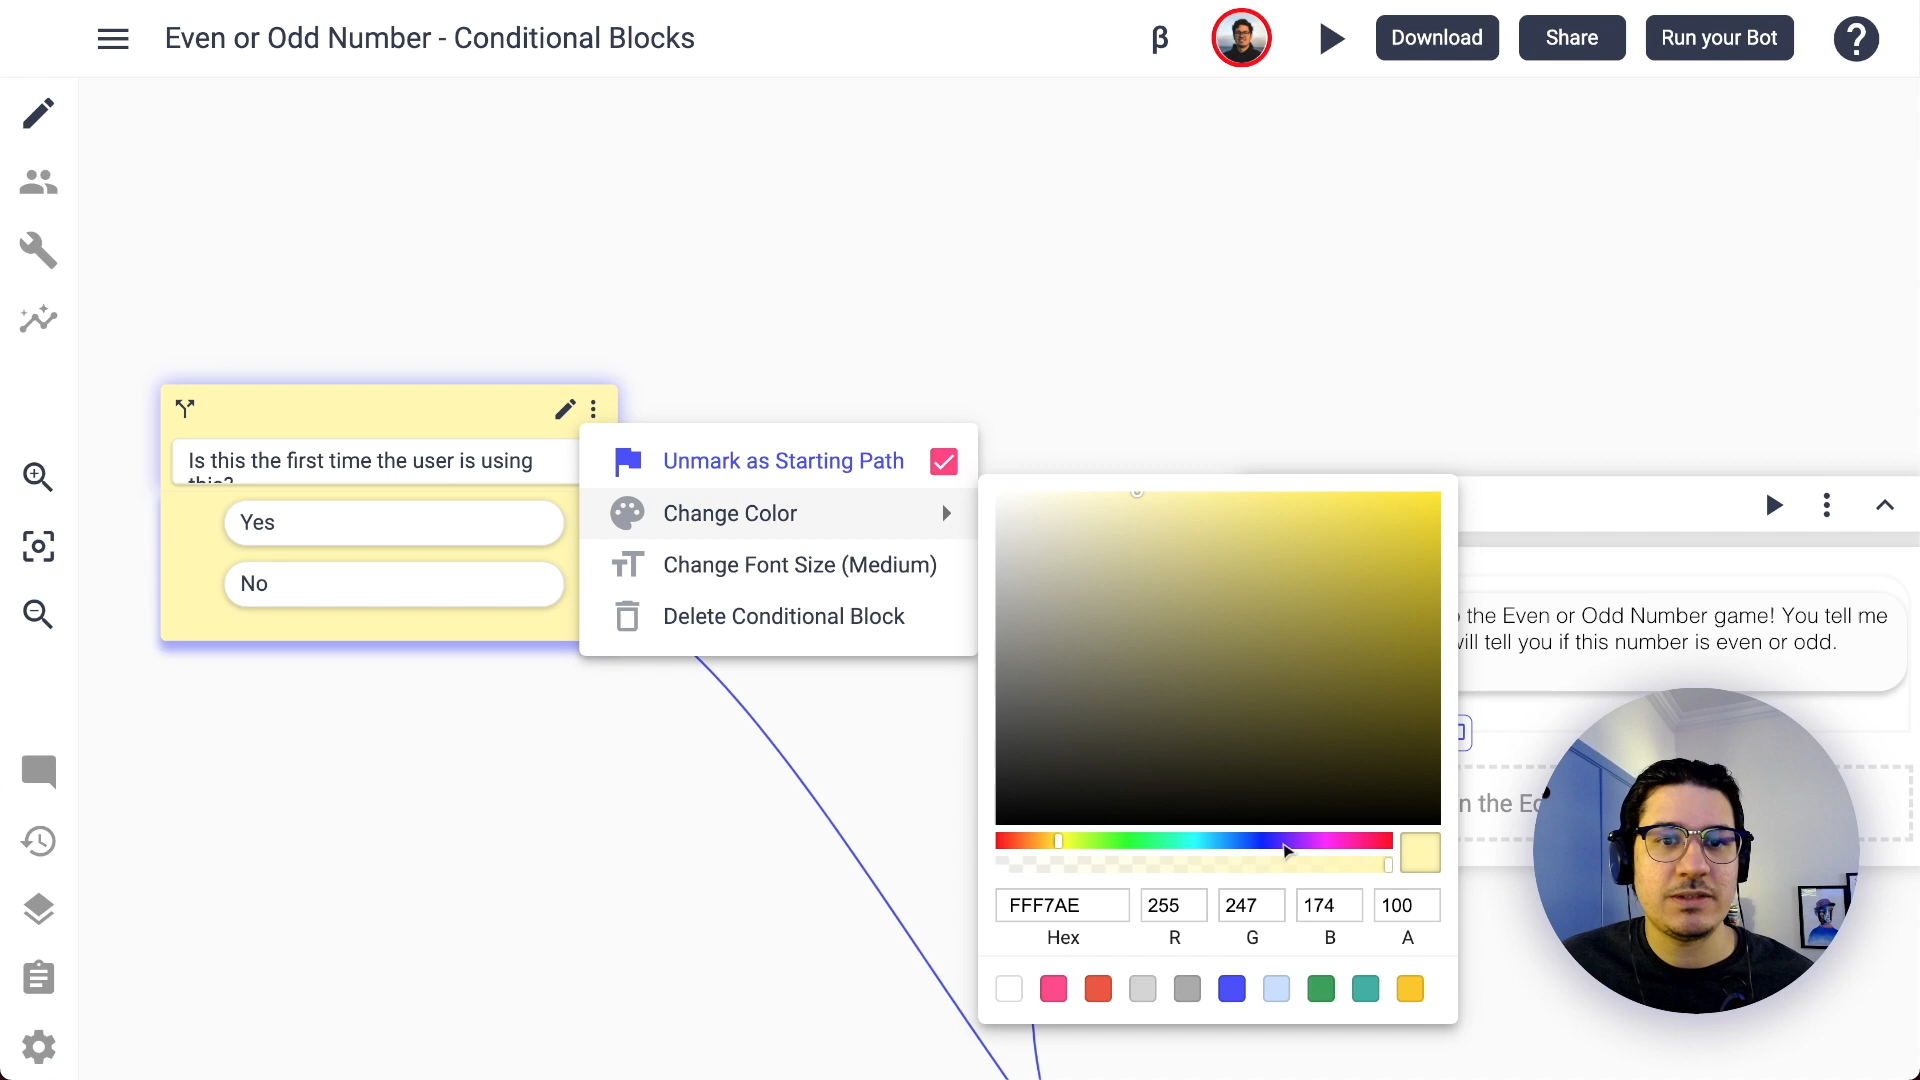 Even or Odd Number - Conditional Blocks
β
Download
Share
Run your Bot
?
Is this the first time the user is using
this?
Yes
No
Unmark as Starting Path
Change Color
Change Font Size (Medium)
Delete Conditional Block
FFF7AE
255
247
174
100
Hex
R
G
B
A
the Even or Odd Number game! You tell me
will tell you if this number is even or odd.
n the Ed